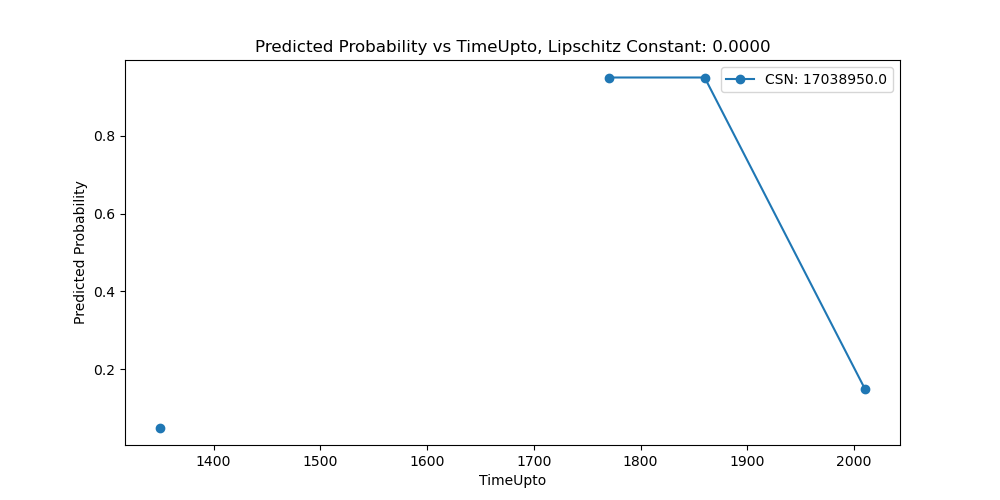 Predicted Probability vs TimeUpto, Lipschitz Constant: 0.0000
CSN: 17038950.0
0.8
0.6
0.4
0.2
Predicted Probability
1400 1500 1600 1700 1800 1900 2000
TimeUpto